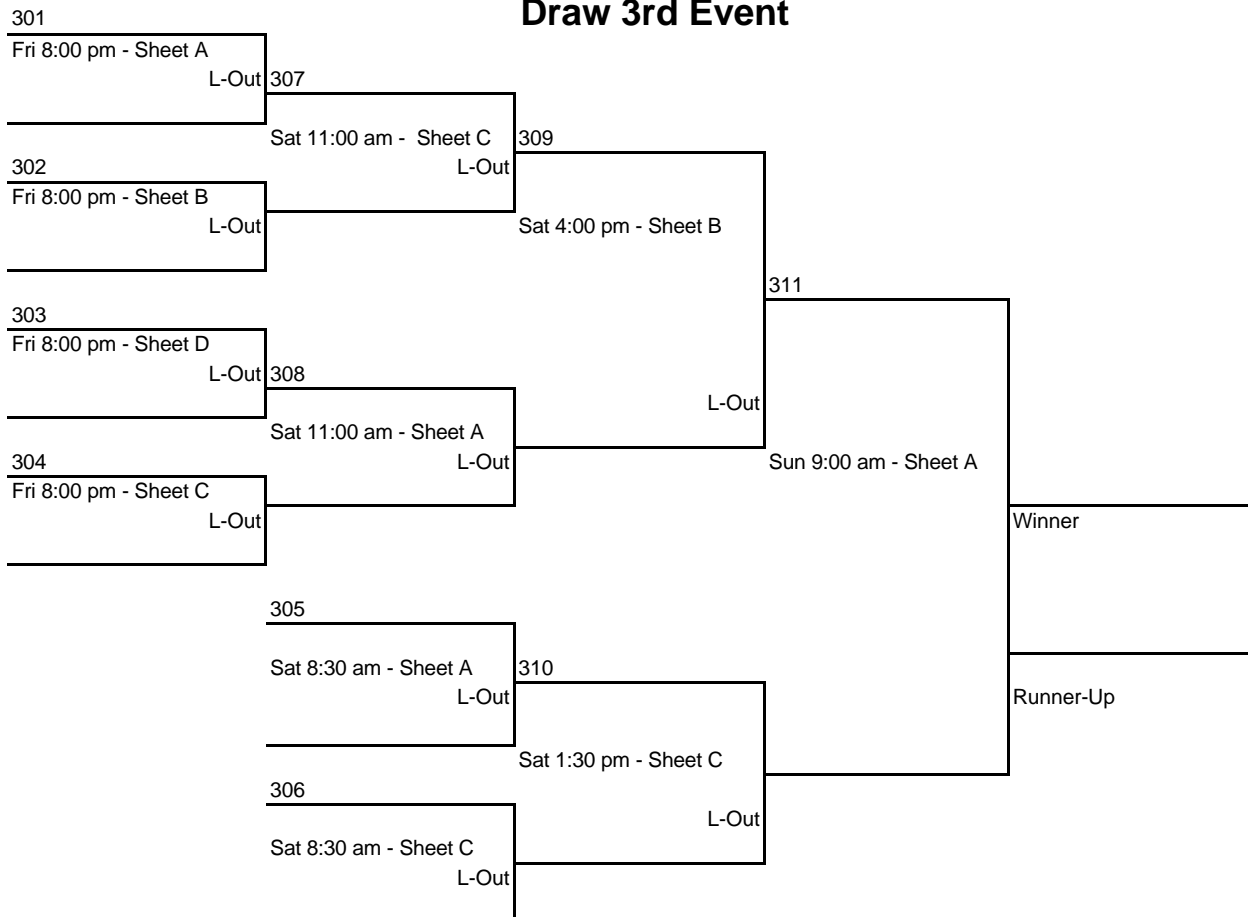 Draw 3rd Event
301
Fri 8:00 pm - Sheet A
L-Out
307
Sat 11:00 am - Sheet C
L-Out
309
302
Fri 8:00 pm - Sheet B
L-Out
Sat 4:00 pm - Sheet B
311
303
Fri 8:00 pm - Sheet D
L-Out
308
L-Out
Sat 11:00 am - Sheet A
L-Out
Sun 9:00 am - Sheet A
304
Fri 8:00 pm - Sheet C
L-Out
Winner
305
Sat 8:30 am - Sheet A
L-Out
310
Runner-Up
Sat 1:30 pm - Sheet C
L-Out
306
Sat 8:30 am - Sheet C
L-Out